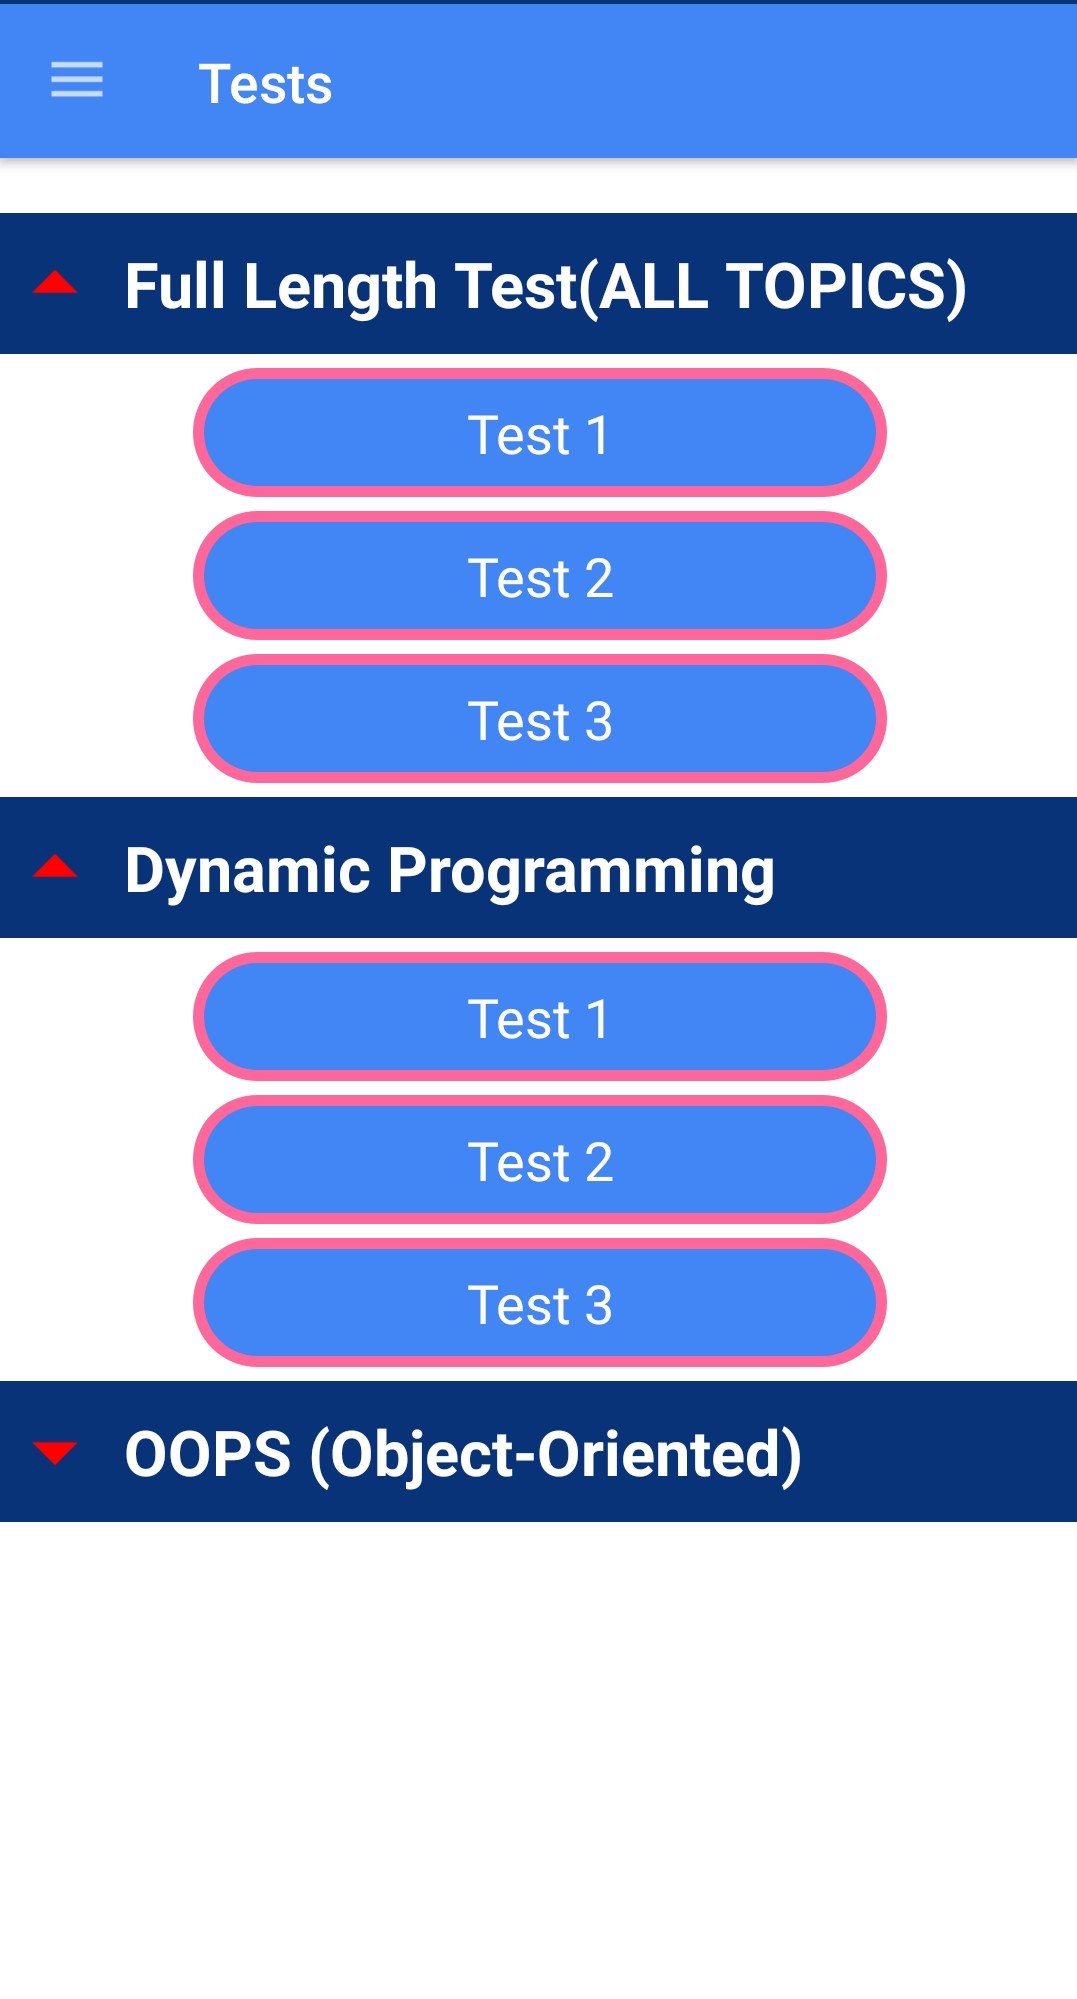 Tests
Full Length Test(ALL TOPICS)
Test 1
Test 2
Test 3
Dynamic Programming
Test 1
Test 2
Test 3
OOPS (Object-Oriented)